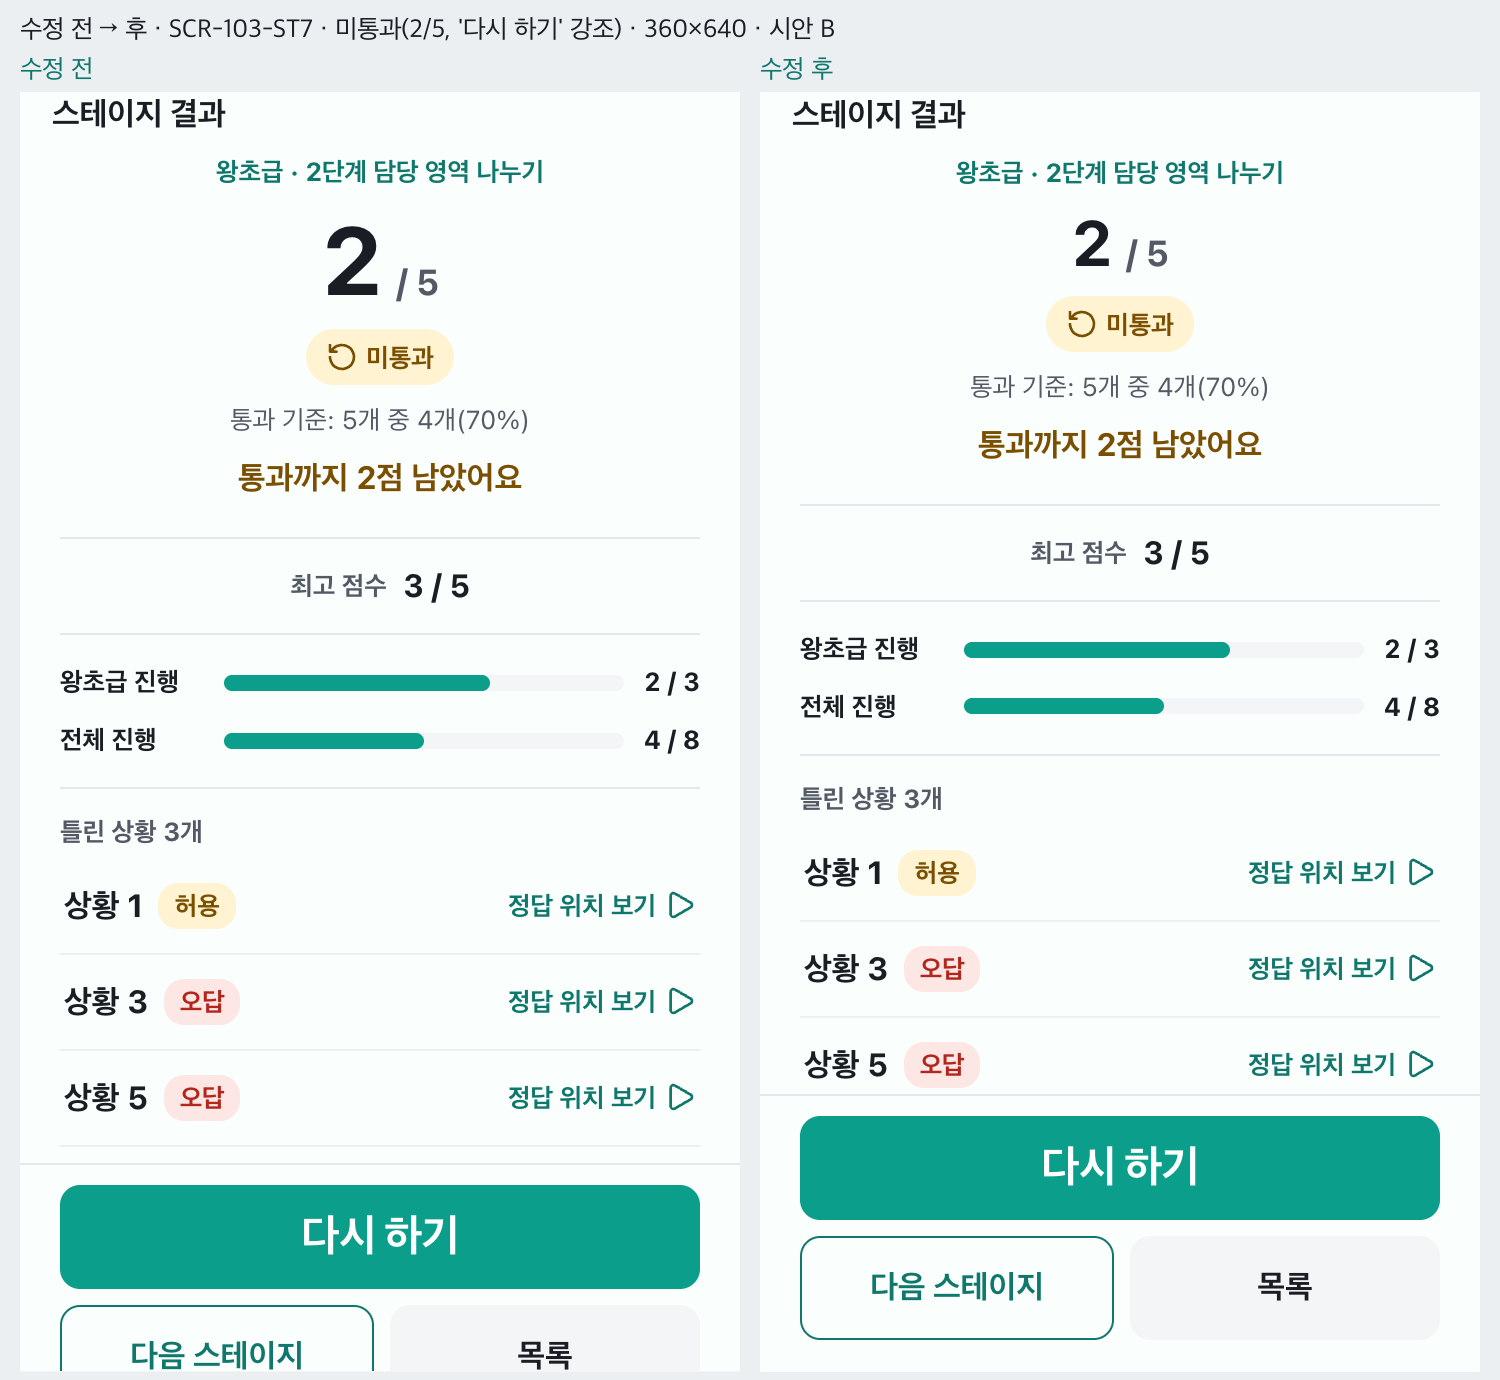 수정 전 → 후 · SCR-103-ST7 · 미통과(2/5, '다시 하기' 강조) · 360×640 · 시안 B
수정 전
스테이지 결과
왕초급 · 2단계 담당 영역 나누기
2 / 5
미통과
통과 기준: 5개 중 4개(70%)
통과까지 2점 남았어요
최고 점수 3 / 5
왕초급 진행 2 / 3
전체 진행 4 / 8
틀린 상황 3개
상황 1 허용 정답 위치 보기
상황 3 오답 정답 위치 보기
상황 5 오답 정답 위치 보기
다시 하기
다음 스테이지 목록
수정 후
스테이지 결과
왕초급 · 2단계 담당 영역 나누기
2 / 5
미통과
통과 기준: 5개 중 4개(70%)
통과까지 2점 남았어요
최고 점수 3 / 5
왕초급 진행 2 / 3
전체 진행 4 / 8
틀린 상황 3개
상황 1 허용 정답 위치 보기
상황 3 오답 정답 위치 보기
상황 5 오답 정답 위치 보기
다시 하기
다음 스테이지 목록